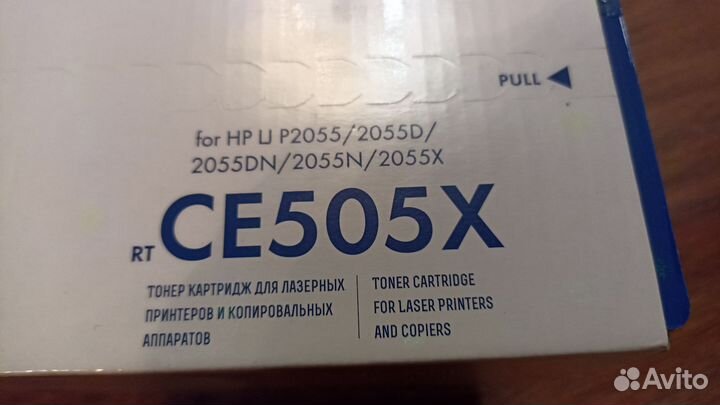 PULL
for HP LJ P2055/2055D/
2055DN/2055N/2055X
RT CE505X
ТОНЕР КАРТРИДЖ ДЛЯ ЛАЗЕРНЫХ
ПРИНТЕРОВ И КОПИРОВАЛЬНЫХ
АППАРАТОВ
TONER CARTRIDGE
FOR LASER PRINTERS
AND COPIERS
Avito